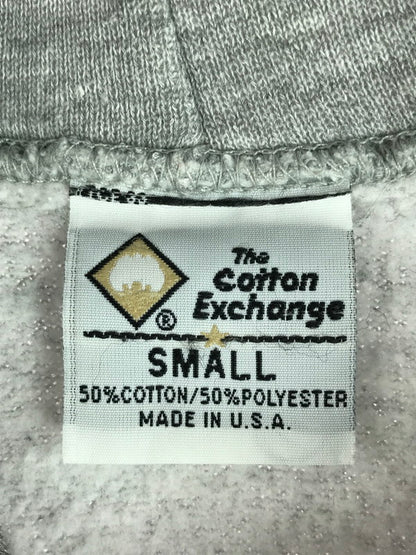 The
Cotton
Exchange
®
SMALL
50%COTTON/50%POLYESTER
MADE IN U.S.A.